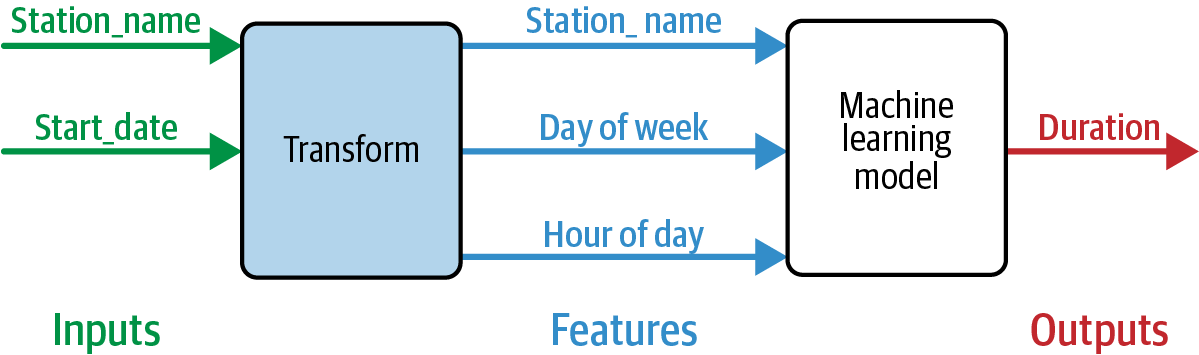 Station_name
Station_ name
Start_date
Transform
Day of week
Hour of day
Machine
learning
model
Duration
Inputs
Features
Outputs